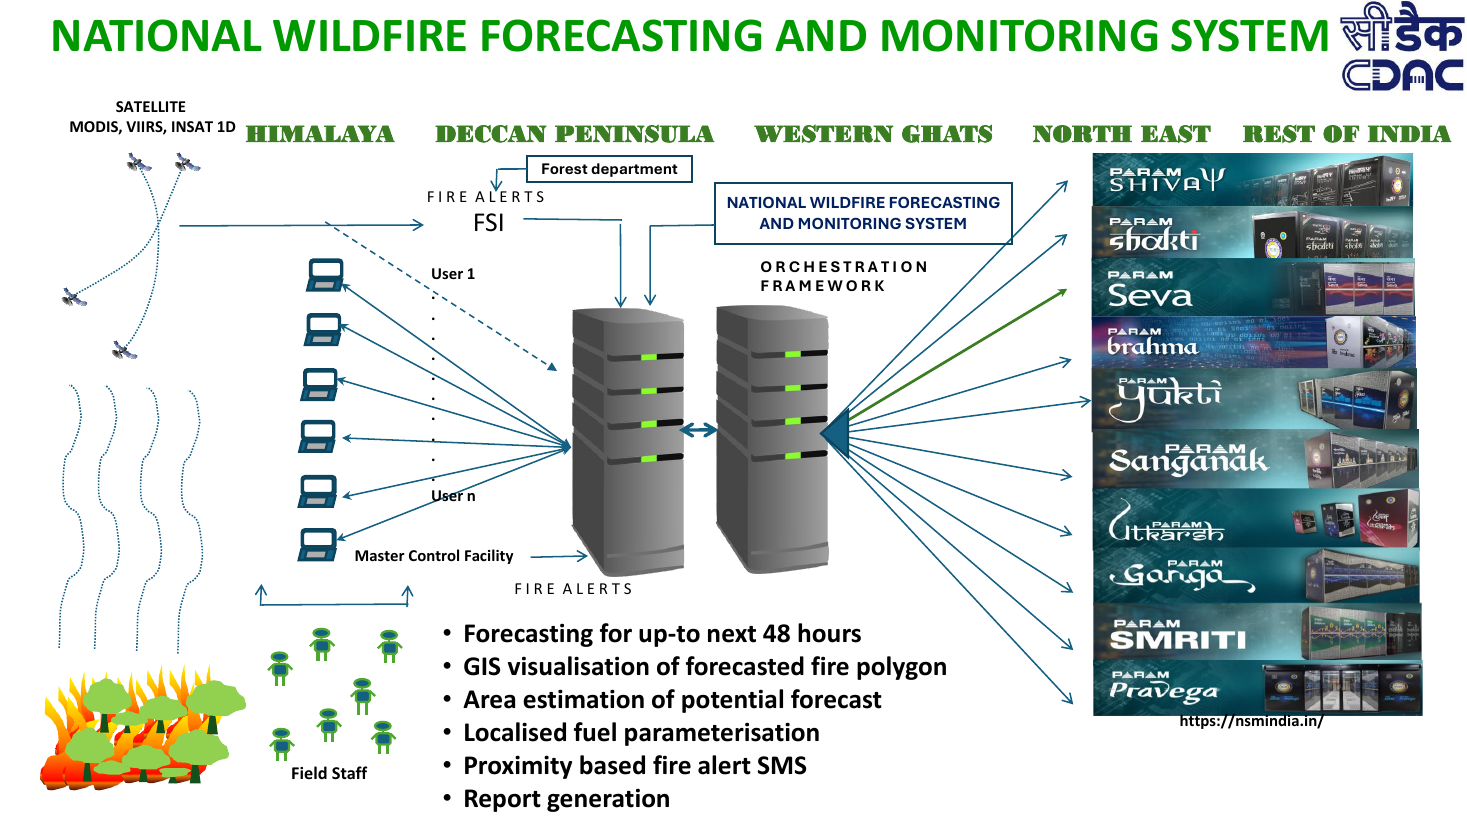 NATIONAL WILDFIRE FORECASTING AND MONITORING SYSTEM
सी डैक
CDAC
SATELLITE
MODIS, VIIRS, INSAT 1D
HIMALAYA
DECCAN PENINSULA
WESTERN GHATS
NORTH EAST
REST OF INDIA
Forest department
FIRE ALERTS
FSI
NATIONAL WILDFIRE FORECASTING
AND MONITORING SYSTEM
ORCHESTRATION
FRAMEWORK
User 1
User n
Master Control Facility
FIRE ALERTS
PARAM
SHIVAY
PARAM
shakti
PARAM
Seva
PARAM
brahma
PARAM
Yukti
PARAM
Sanganak
PARAM
Utkarsh
PARAM
Ganga
PARAM
SMRITI
PARAM
Pravega
https://nsmindia.in/
Field Staff
• Forecasting for up-to next 48 hours
• GIS visualisation of forecasted fire polygon
• Area estimation of potential forecast
• Localised fuel parameterisation
• Proximity based fire alert SMS
• Report generation